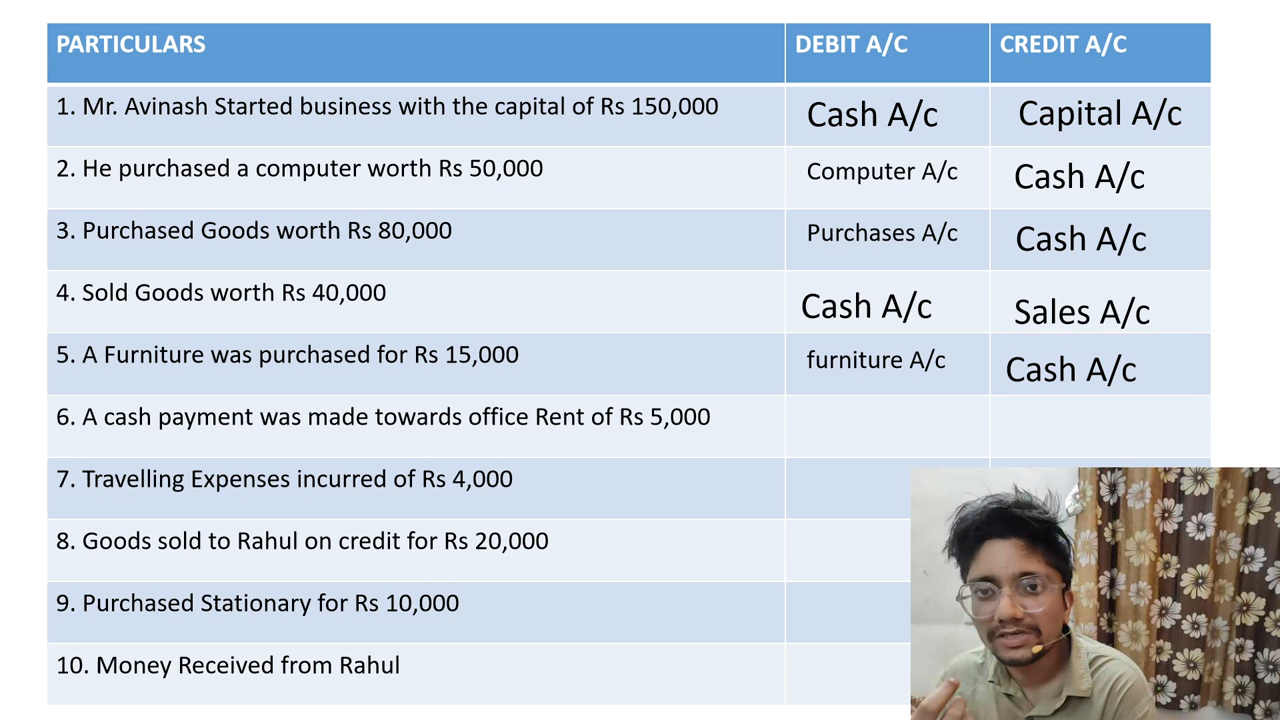 PARTICULARS DEBIT A/C CREDIT A/C
1. Mr. Avinash Started business with the capital of Rs 150,000 Cash A/c Capital A/c
2. He purchased a computer worth Rs 50,000 Computer A/c Cash A/c
3. Purchased Goods worth Rs 80,000 Purchases A/c Cash A/c
4. Sold Goods worth Rs 40,000 Cash A/c Sales A/c
5. A Furniture was purchased for Rs 15,000 furniture A/c Cash A/c
6. A cash payment was made towards office Rent of Rs 5,000
7. Travelling Expenses incurred of Rs 4,000
8. Goods sold to Rahul on credit for Rs 20,000
9. Purchased Stationary for Rs 10,000
10. Money Received from Rahul